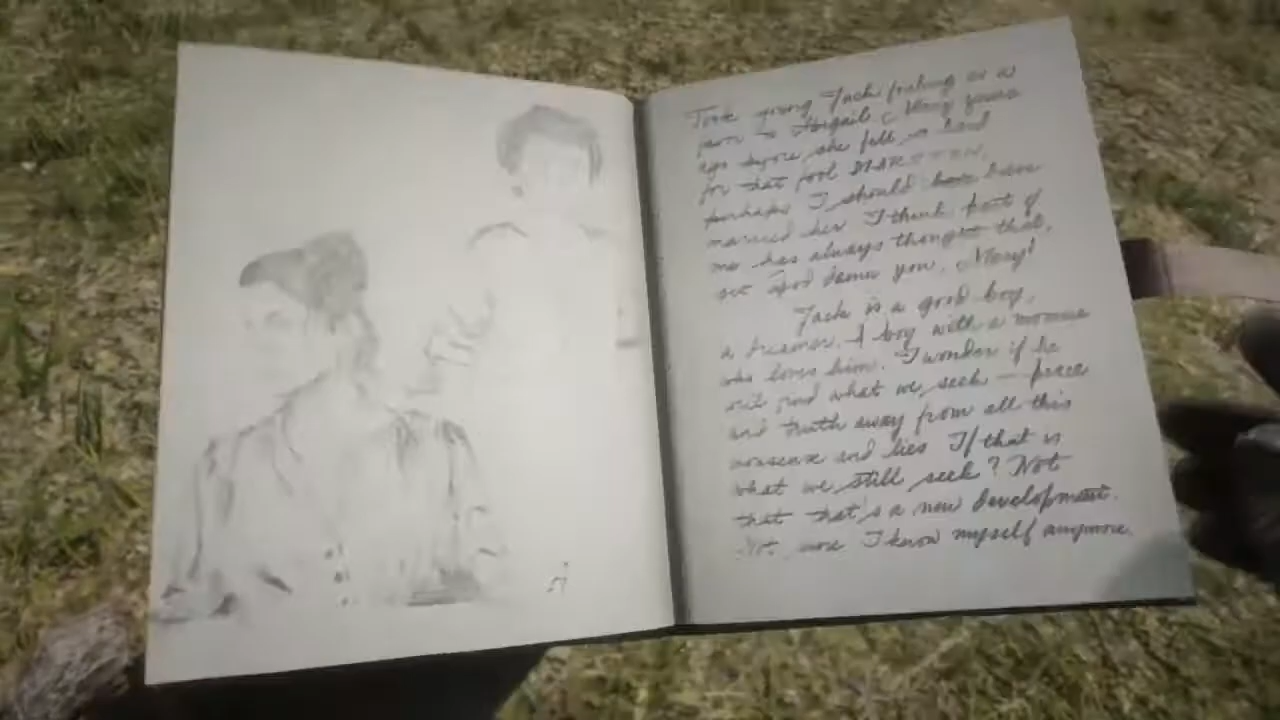 Took young Jack fishing as a
favor to Abigail. Many years
ago before she fell so hard
for that fool MARSTON,
perhaps I should have have
married her. I think part of
me has always thought that,
but God damn you, Mary!
Jack is a good boy,
a dreamer. A boy with a momma
who loves him. I wonder if he
will find what we seek — peace
and truth away from all this
nonsense and lies. If that is
what we still seek? Not
that that's a new development.
Not sure I know myself anymore.